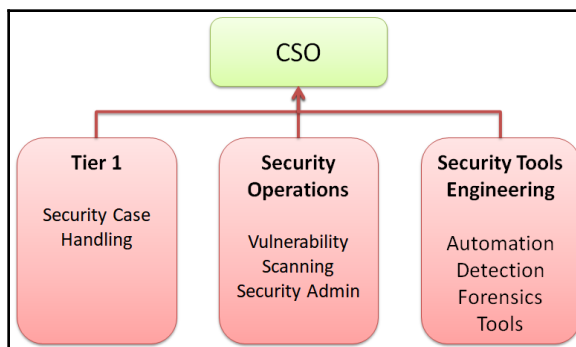 CSO
Tier 1
Security Case
Handling
Security
Operations
Vulnerability
Scanning
Security Admin
Security Tools
Engineering
Automation
Detection
Forensics
Tools